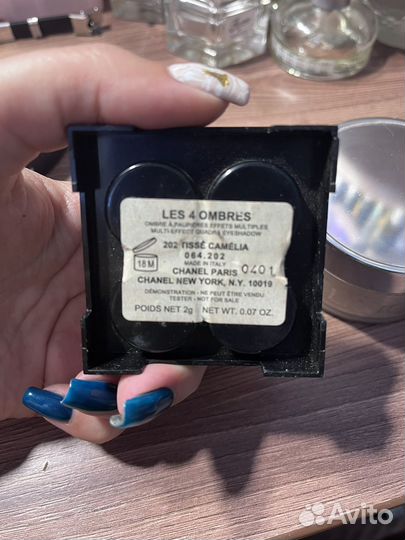 LES 4 OMBRES
OMBRE À PAUPIÈRES EFFETS MULTIPLES
MULTI-EFFECT QUADRA EYESHADOW
202 TISSÉ CAMÉLIA
064.202
MADE IN ITALY
18 M
CHANEL PARIS 0401
CHANEL NEW YORK, N.Y. 10019
DÉMONSTRATION - NE PEUT ÊTRE VENDU
TESTER - NOT FOR SALE
POIDS NET 2g NET WT. 0.07 OZ.
Avito